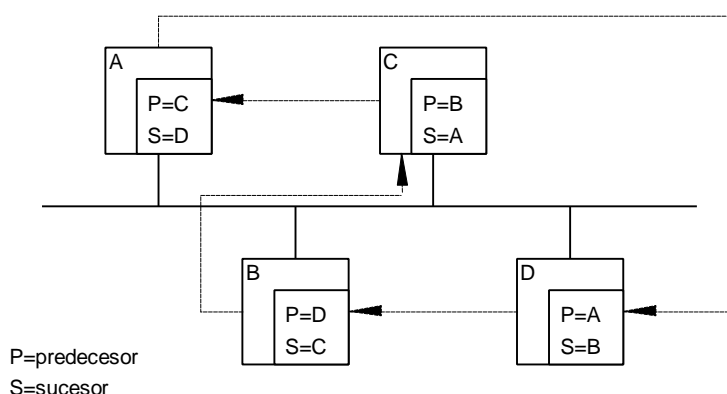 A
P=C
S=D
C
P=B
S=A
B
P=D
S=C
D
P=A
S=B
P=predecesor
S=sucesor